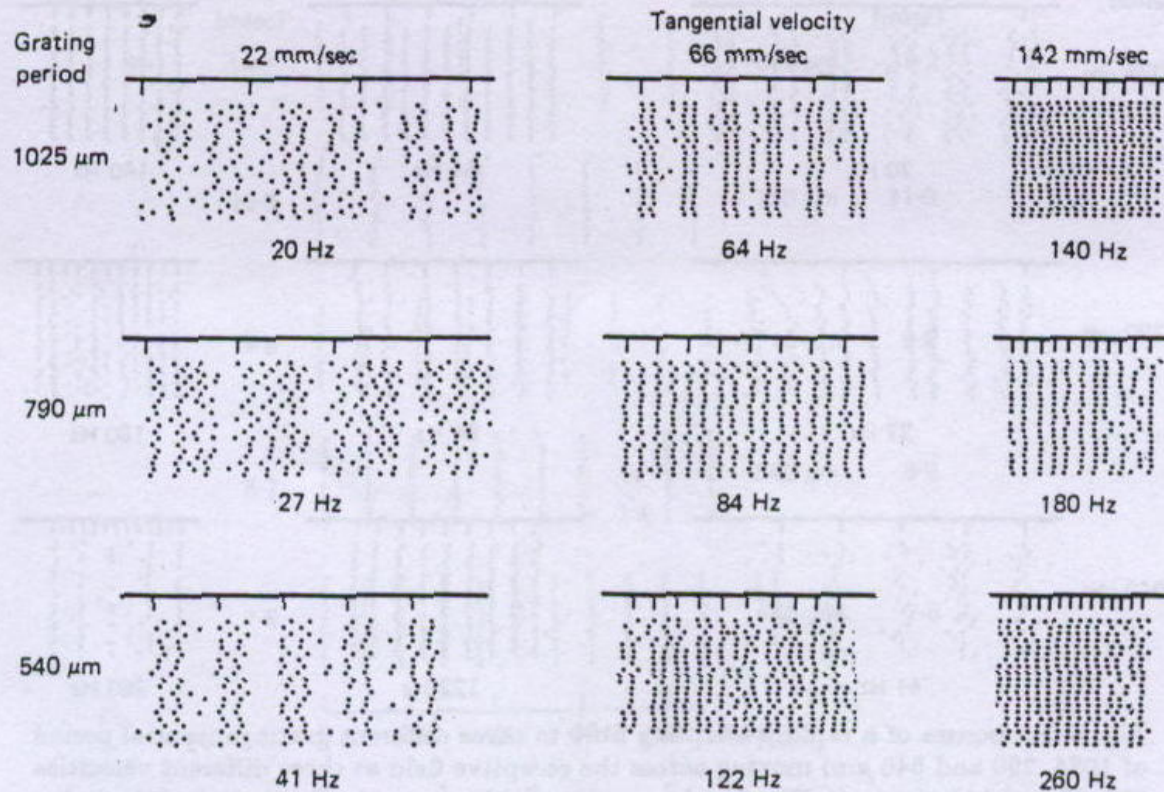 Tangential velocity
Grating
period
22 mm/sec 66 mm/sec 142 mm/sec
1025 μm
20 Hz 64 Hz 140 Hz
790 μm
27 Hz 84 Hz 180 Hz
540 μm
41 Hz 122 Hz 260 Hz